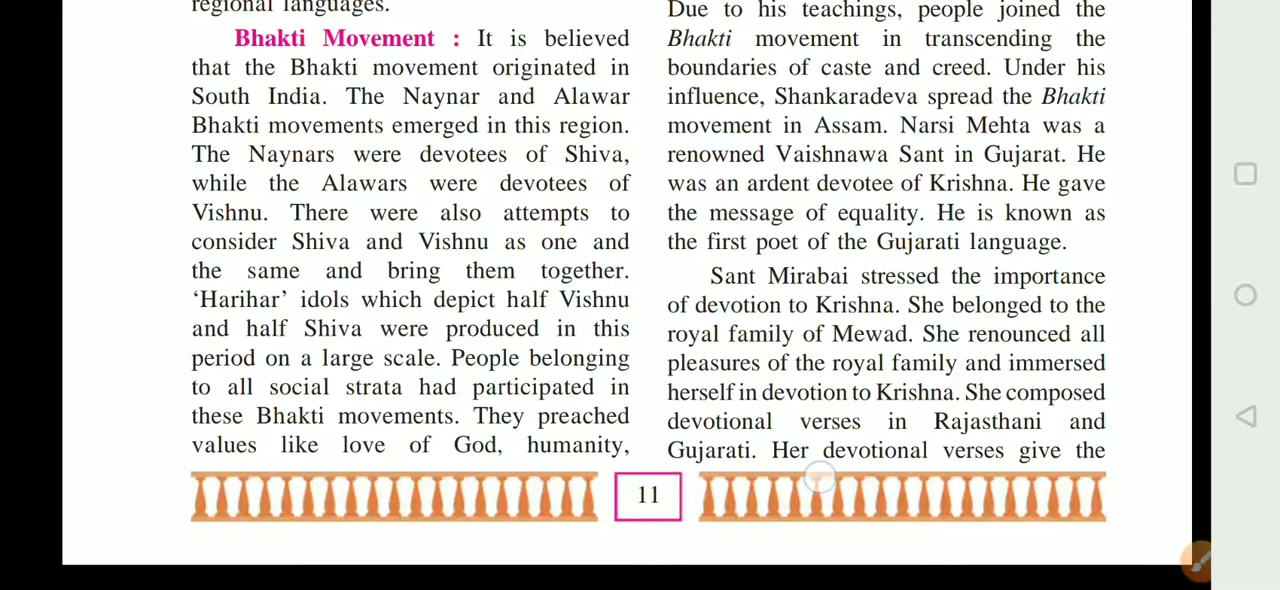 regional languages.
Bhakti Movement : It is believed
that the Bhakti movement originated in
South India. The Naynar and Alawar
Bhakti movements emerged in this region.
The Naynars were devotees of Shiva,
while the Alawars were devotees of
Vishnu. There were also attempts to
consider Shiva and Vishnu as one and
the same and bring them together.
‘Harihar’ idols which depict half Vishnu
and half Shiva were produced in this
period on a large scale. People belonging
to all social strata had participated in
these Bhakti movements. They preached
values like love of God, humanity,
Due to his teachings, people joined the
Bhakti movement in transcending the
boundaries of caste and creed. Under his
influence, Shankaradeva spread the Bhakti
movement in Assam. Narsi Mehta was a
renowned Vaishnawa Sant in Gujarat. He
was an ardent devotee of Krishna. He gave
the message of equality. He is known as
the first poet of the Gujarati language.
Sant Mirabai stressed the importance
of devotion to Krishna. She belonged to the
royal family of Mewad. She renounced all
pleasures of the royal family and immersed
herself in devotion to Krishna. She composed
devotional verses in Rajasthani and
Gujarati. Her devotional verses give the
11